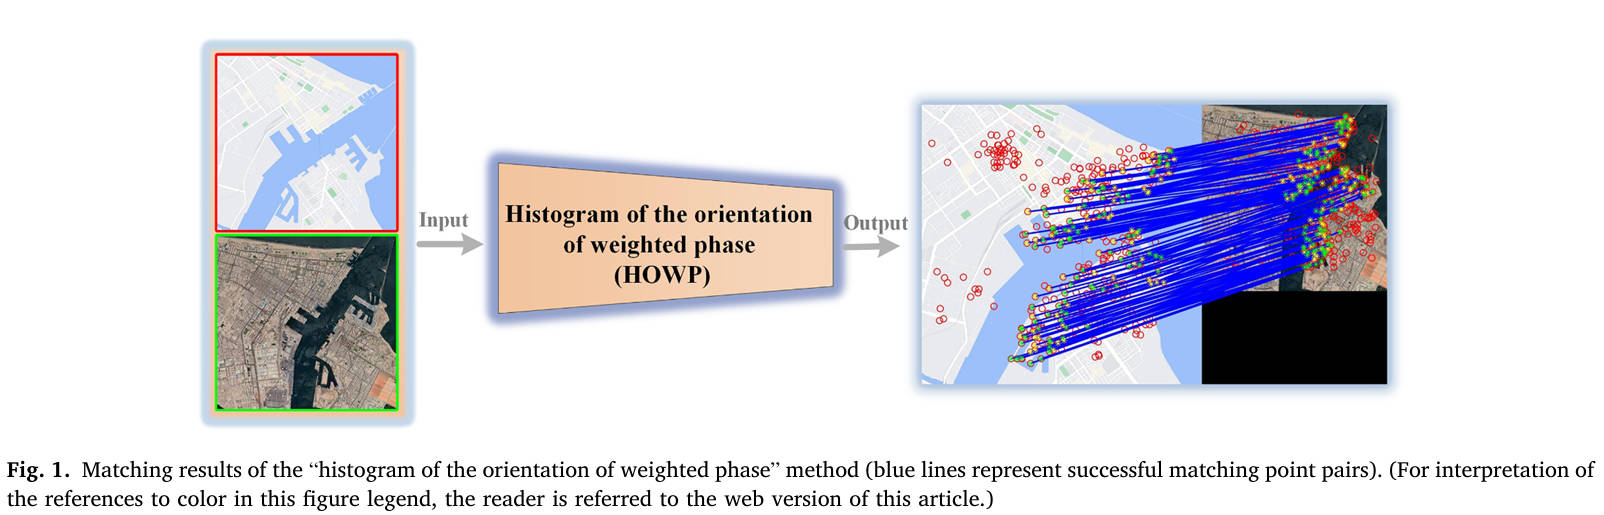 Input
Histogram of the orientation
of weighted phase
(HOWP)
Output
Fig. 1. Matching results of the “histogram of the orientation of weighted phase” method (blue lines represent successful matching point pairs). (For interpretation of
the references to color in this figure legend, the reader is referred to the web version of this article.)